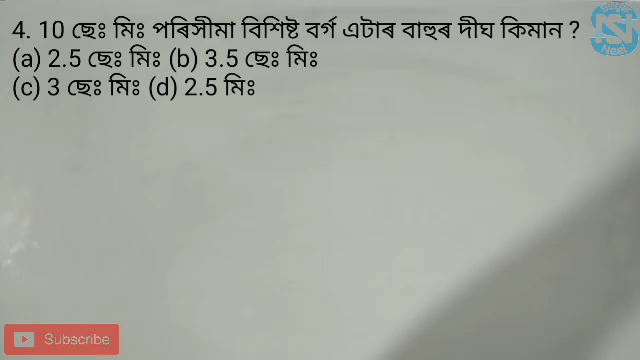 4. 10 ছেঃ মিঃ পৰিসীমা বিশিষ্ট বৰ্গ এটাৰ বাহুৰ দীঘ কিমান ?
(a) 2.5 ছেঃ মিঃ (b) 3.5 ছেঃ মিঃ
(c) 3 ছেঃ মিঃ (d) 2.5 মিঃ
Subscribe